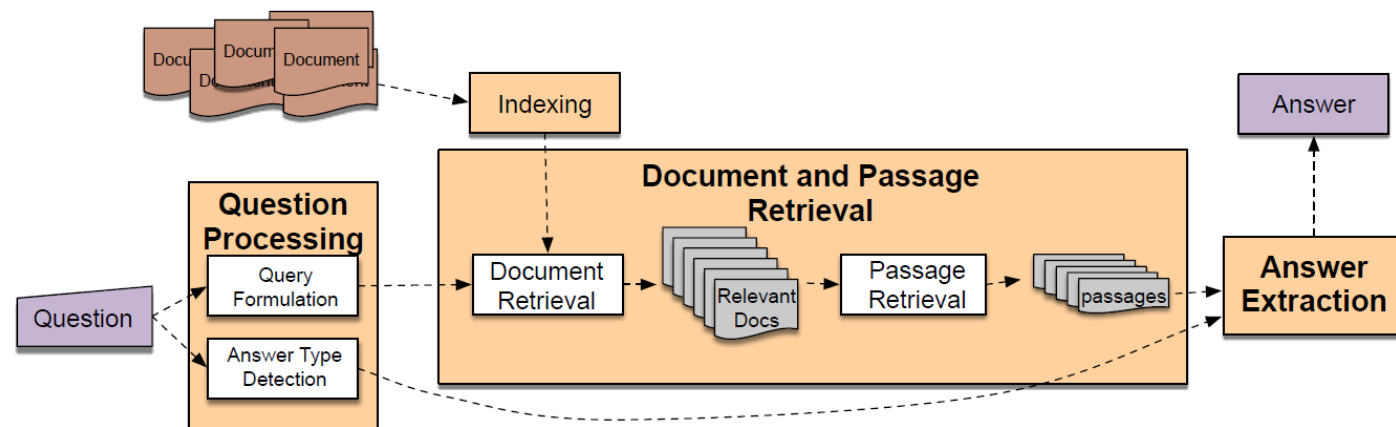 Document
Indexing
Answer
Document and Passage
Retrieval
Question
Processing
Query
Formulation
Document
Retrieval
Relevant
Docs
Passage
Retrieval
passages
Answer
Extraction
Question
Answer Type
Detection